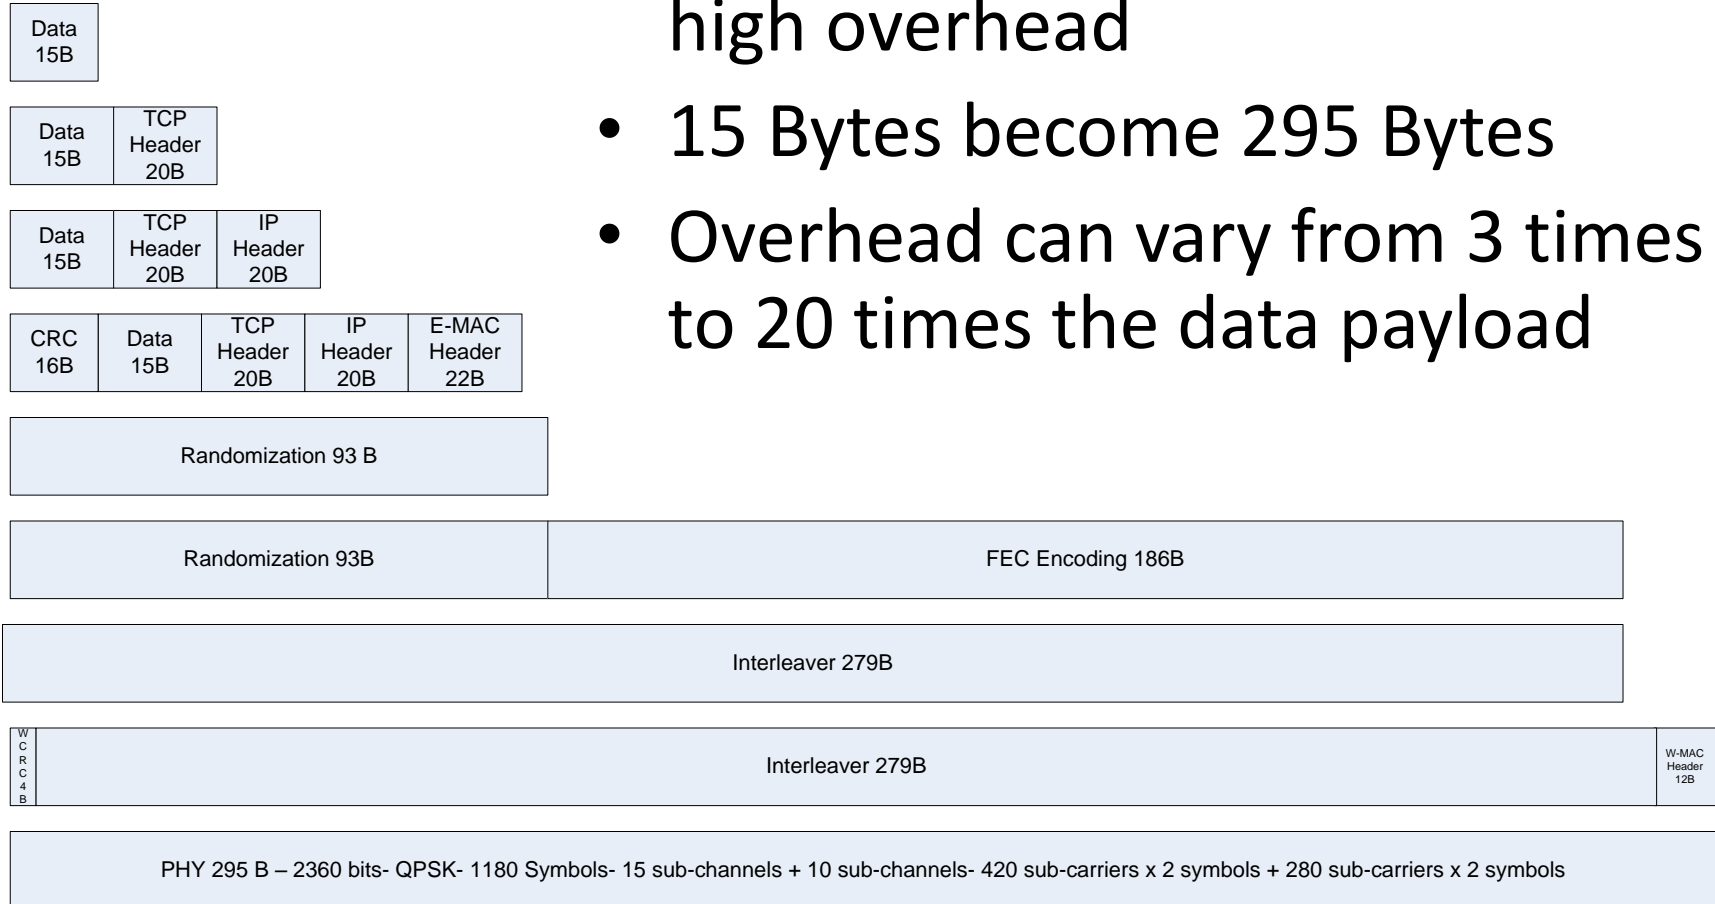 high overhead
• 15 Bytes become 295 Bytes
• Overhead can vary from 3 times
to 20 times the data payload
Data
15B
Data
15B
TCP
Header
20B
Data
15B
TCP
Header
20B
IP
Header
20B
CRC
16B
Data
15B
TCP
Header
20B
IP
Header
20B
E-MAC
Header
22B
Randomization 93 B
Randomization 93B
FEC Encoding 186B
Interleaver 279B
W
C
R
C
4
B
Interleaver 279B
W-MAC
Header
12B
PHY 295 B – 2360 bits- QPSK- 1180 Symbols- 15 sub-channels + 10 sub-channels- 420 sub-carriers x 2 symbols + 280 sub-carriers x 2 symbols